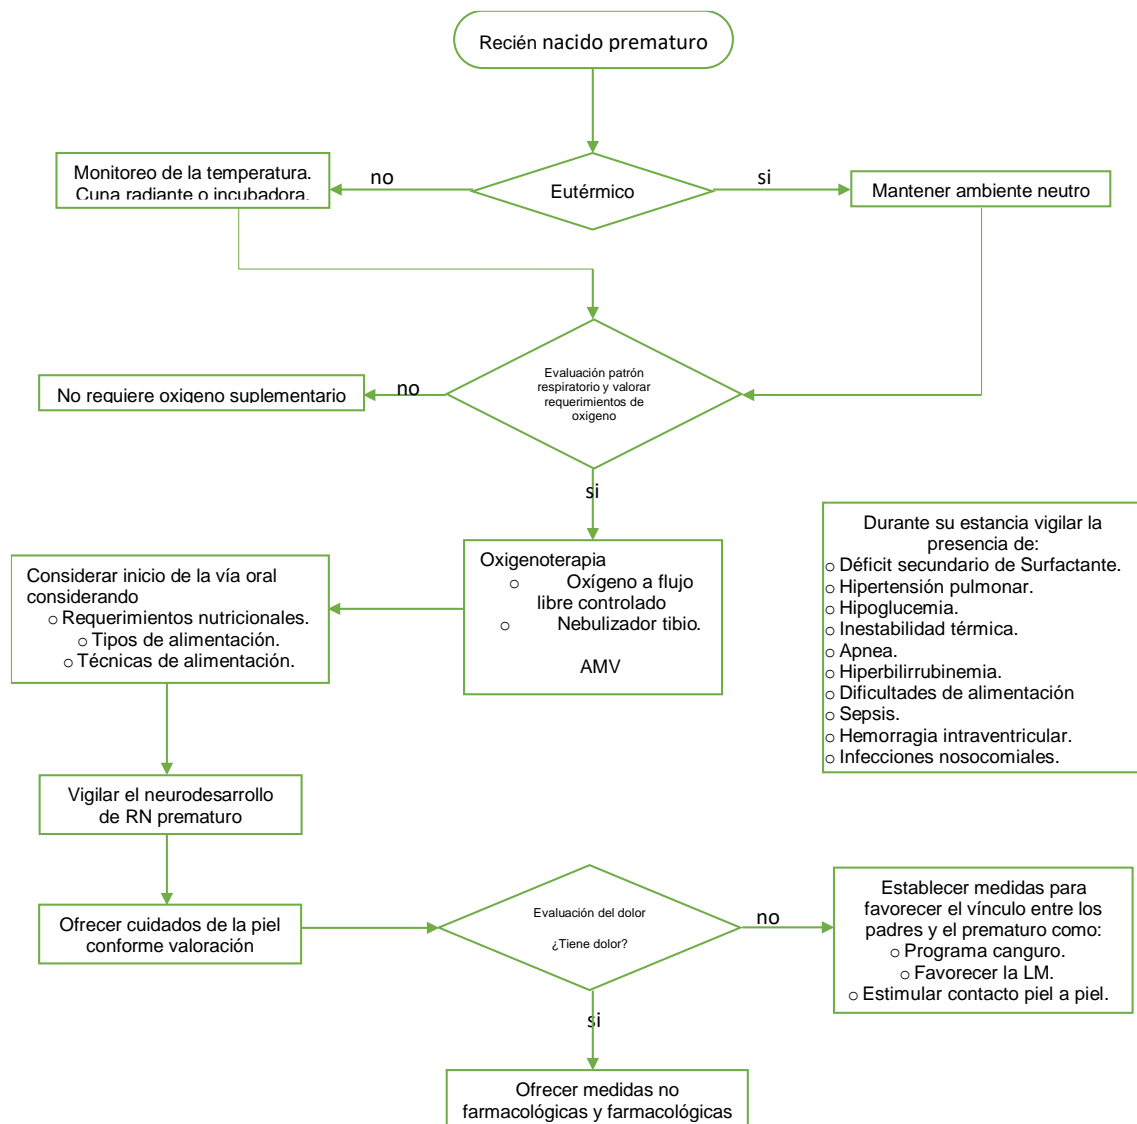 Recién nacido prematuro
Monitoreo de la temperatura.
Cuna radiante o incubadora.
no
Eutérmico
si
Mantener ambiente neutro
Evaluación patrón
respiratorio y valorar
requerimientos de
oxigeno
no
No requiere oxigeno suplementario
si
Oxigenoterapia
o Oxígeno a flujo
libre controlado
o Nebulizador tibio.
AMV
Considerar inicio de la vía oral
considerando
o Requerimientos nutricionales.
o Tipos de alimentación.
o Técnicas de alimentación.
Durante su estancia vigilar la
presencia de:
o Déficit secundario de Surfactante.
o Hipertensión pulmonar.
o Hipoglucemia.
o Inestabilidad térmica.
o Apnea.
o Hiperbilirrubinemia.
o Dificultades de alimentación
o Sepsis.
o Hemorragia intraventricular.
o Infecciones nosocomiales.
Vigilar el neurodesarrollo
de RN prematuro
Ofrecer cuidados de la piel
conforme valoración
Evaluación del dolor
¿Tiene dolor?
no
Establecer medidas para
favorecer el vínculo entre los
padres y el prematuro como:
o Programa canguro.
o Favorecer la LM.
o Estimular contacto piel a piel.
si
Ofrecer medidas no
farmacológicas y farmacológicas